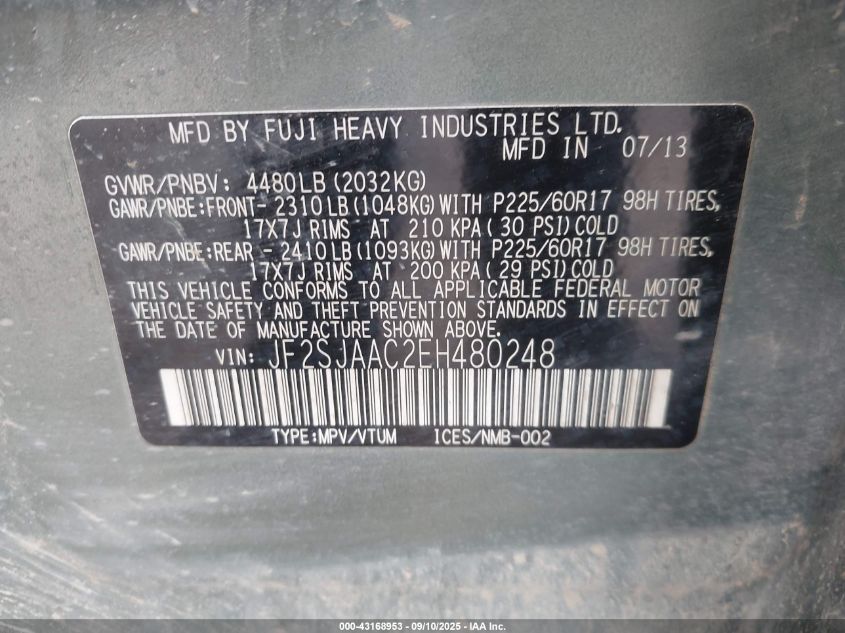 MFD BY FUJI HEAVY INDUSTRIES LTD.
MFD IN 07/13
GVWR/PNBV: 4480LB (2032KG)
GAWR/PNBE:FRONT- 2310LB (1048KG) WITH P225/60R17 98H TIRES,
17X7J RIMS AT 210 KPA (30 PSI) COLD
GAWR/PNBE:REAR - 2410LB (1093KG) WITH P225/60R17 98H TIRES,
17X7J RIMS AT 200 KPA (29 PSI) COLD
THIS VEHICLE CONFORMS TO ALL APPLICABLE FEDERAL MOTOR
VEHICLE SAFETY AND THEFT PREVENTION STANDARDS IN EFFECT ON
THE DATE OF MANUFACTURE SHOWN ABOVE.
VIN: JF2SJAAC2EH480248
TYPE:MPV/VTUM ICES/NMB-002
000-43168953 - 09/10/2025 - IAA Inc.